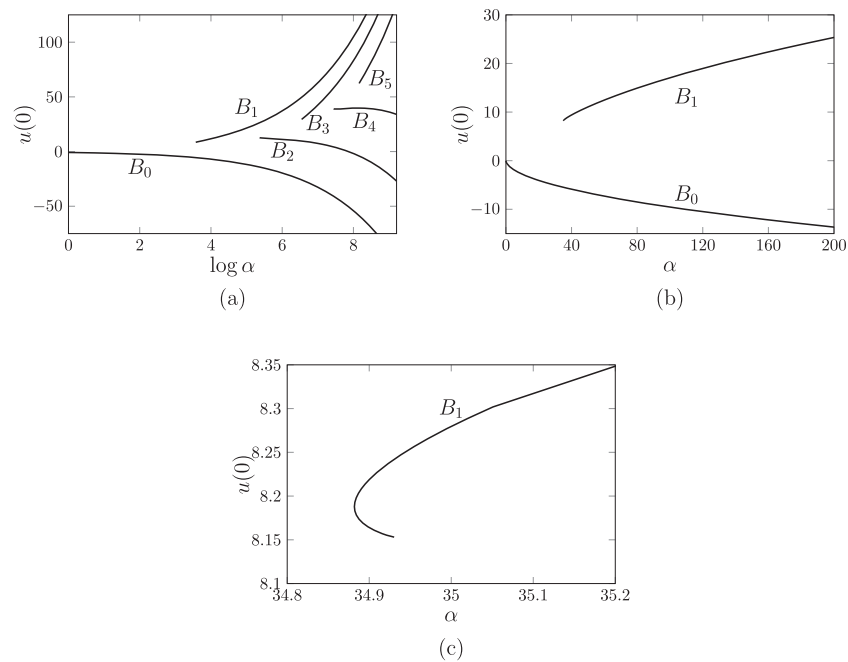 100
50
0
−50
u(0)
B₁
B₅
B₃
B₄
B₂
B₀
0 2 4 6 8
log α
(a)
30
20
10
0
−10
u(0)
B₁
B₀
0 40 80 120 160 200
α
(b)
8.35
8.3
8.25
8.2
8.15
8.1
u(0)
B₁
34.8 34.9 35 35.1 35.2
α
(c)